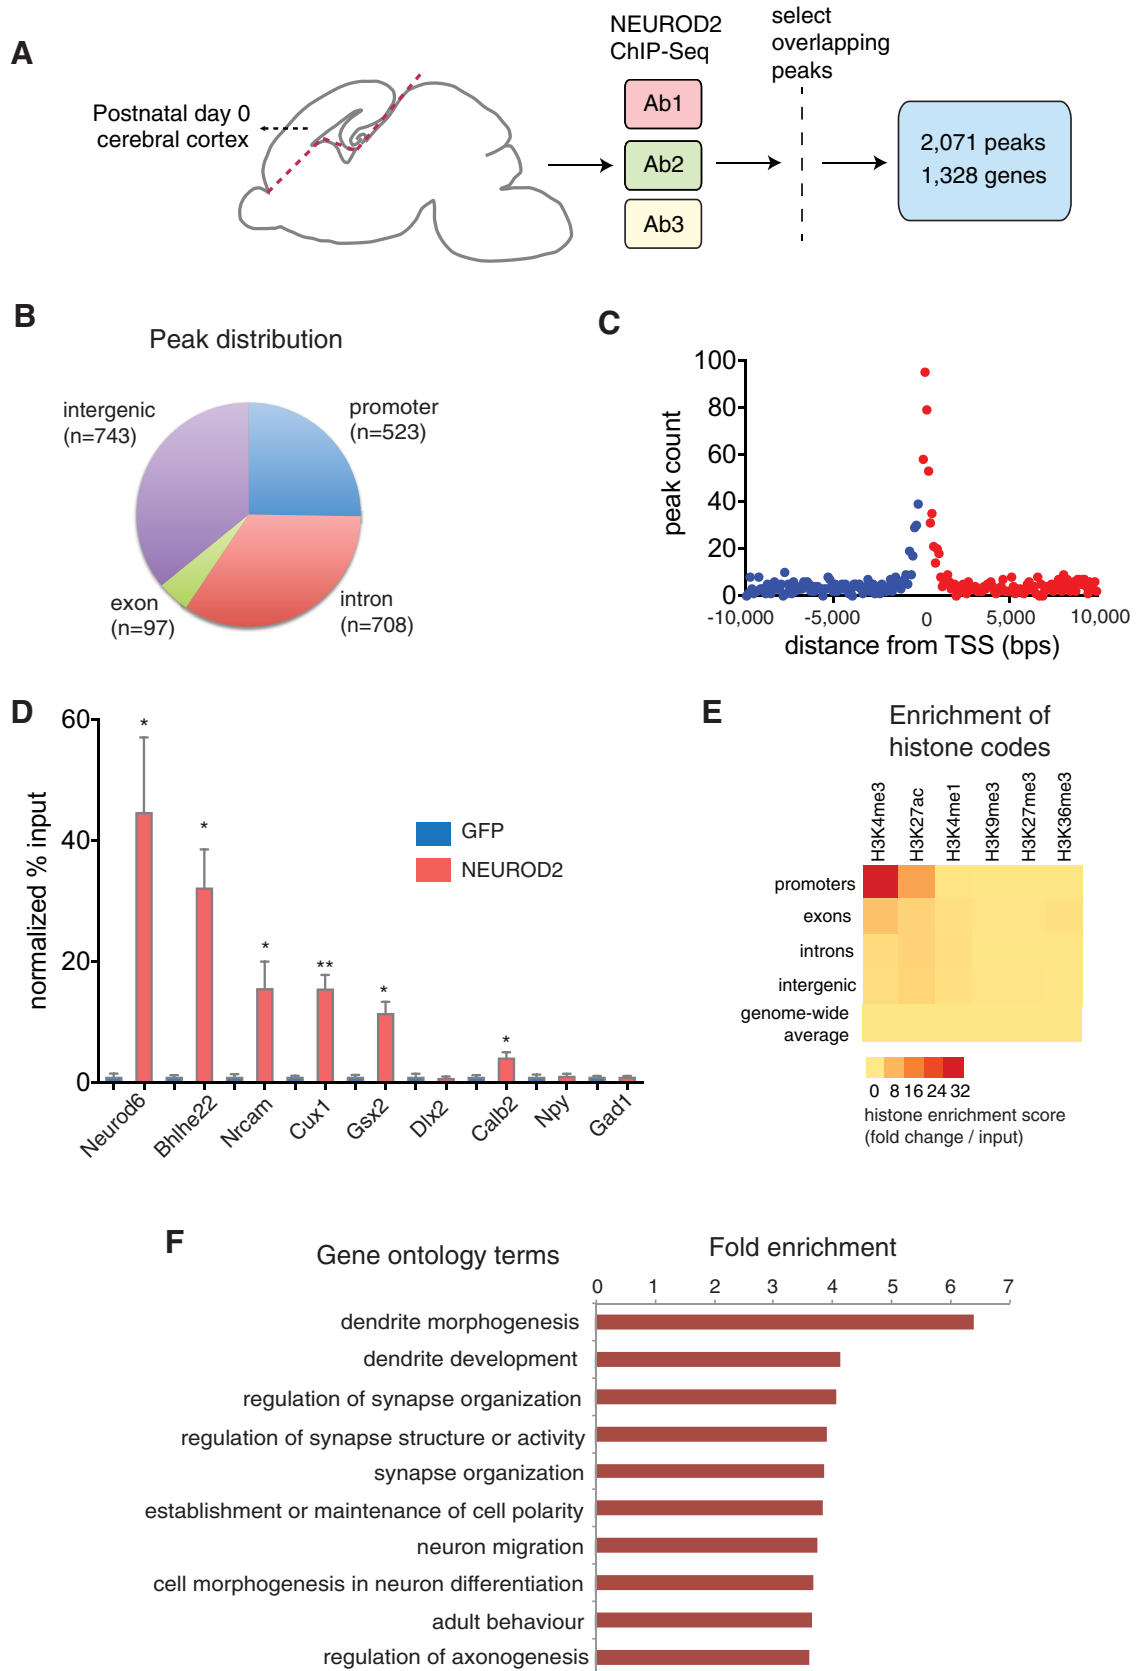 A
Postnatal day 0
cerebral cortex
NEUROD2
ChIP-Seq
Ab1
Ab2
Ab3
select
overlapping
peaks
2,071 peaks
1,328 genes
B
Peak distribution
intergenic
(n=743)
promoter
(n=523)
exon
(n=97)
intron
(n=708)
C
peak count
100
80
60
40
20
0
-10,000
-5,000
0
5,000
10,000
distance from TSS (bps)
D
normalized % input
60
40
20
0
*
*
*
**
*
*
GFP
NEUROD2
Neurod6
Bhlhe22
Nrcam
Cux1
Gsx2
Dlx2
Calb2
Npy
Gad1
E
Enrichment of
histone codes
H3K4me3
H3K27ac
H3K4me1
H3K9me3
H3K27me3
H3K36me3
promoters
exons
introns
intergenic
genome-wide
average
0 8 16 24 32
histone enrichment score
(fold change / input)
F
Gene ontology terms
Fold enrichment
0 1 2 3 4 5 6 7
dendrite morphogenesis
dendrite development
regulation of synapse organization
regulation of synapse structure or activity
synapse organization
establishment or maintenance of cell polarity
neuron migration
cell morphogenesis in neuron differentiation
adult behaviour
regulation of axonogenesis